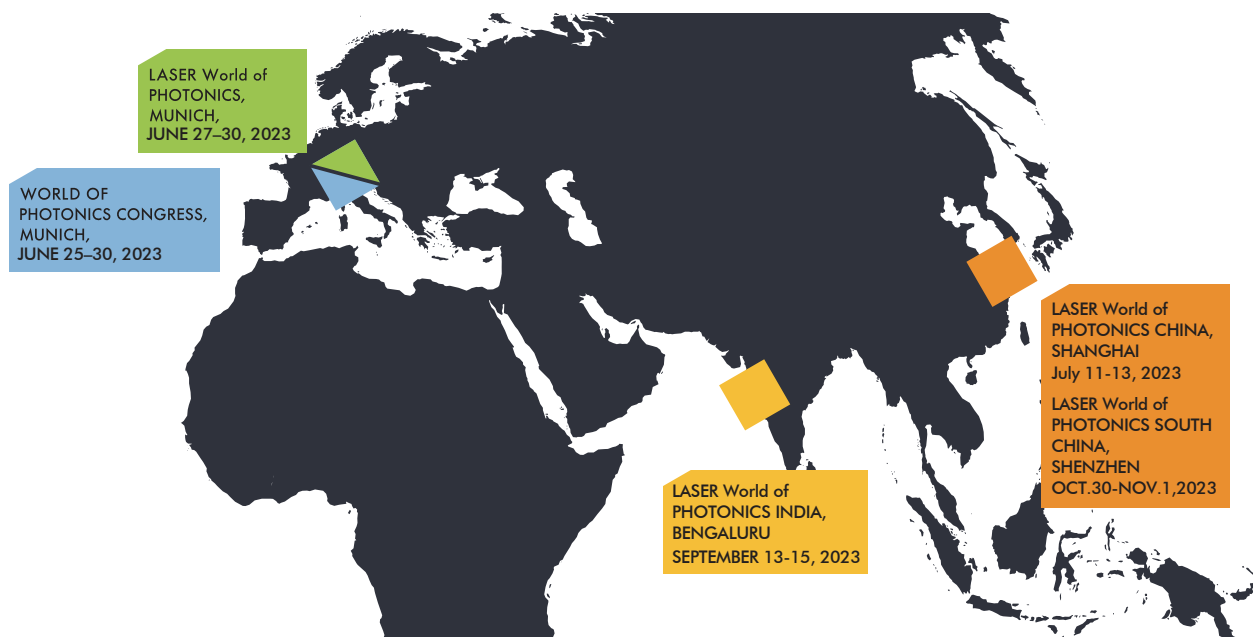 LASER World of
PHOTONICS,
MUNICH,
JUNE 27–30, 2023
WORLD OF
PHOTONICS CONGRESS,
MUNICH,
JUNE 25–30, 2023
LASER World of
PHOTONICS CHINA,
SHANGHAI
July 11-13, 2023
LASER World of
PHOTONICS SOUTH
CHINA,
SHENZHEN
OCT.30-NOV.1,2023
LASER World of
PHOTONICS INDIA,
BENGALURU
SEPTEMBER 13-15, 2023